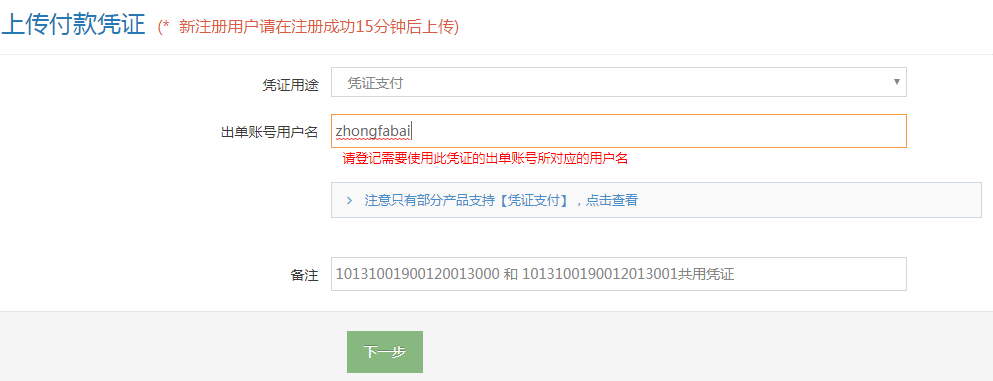 上传付款凭证 (* 新注册用户请在注册成功15分钟后上传)
凭证用途 凭证支付
出单账号用户名 zhongfabai
请登记需要使用此凭证的出单账号所对应的用户名
注意只有部分产品支持【凭证支付】，点击查看
备注 10131001900120013000 和 1013100190012013001共用凭证
下一步